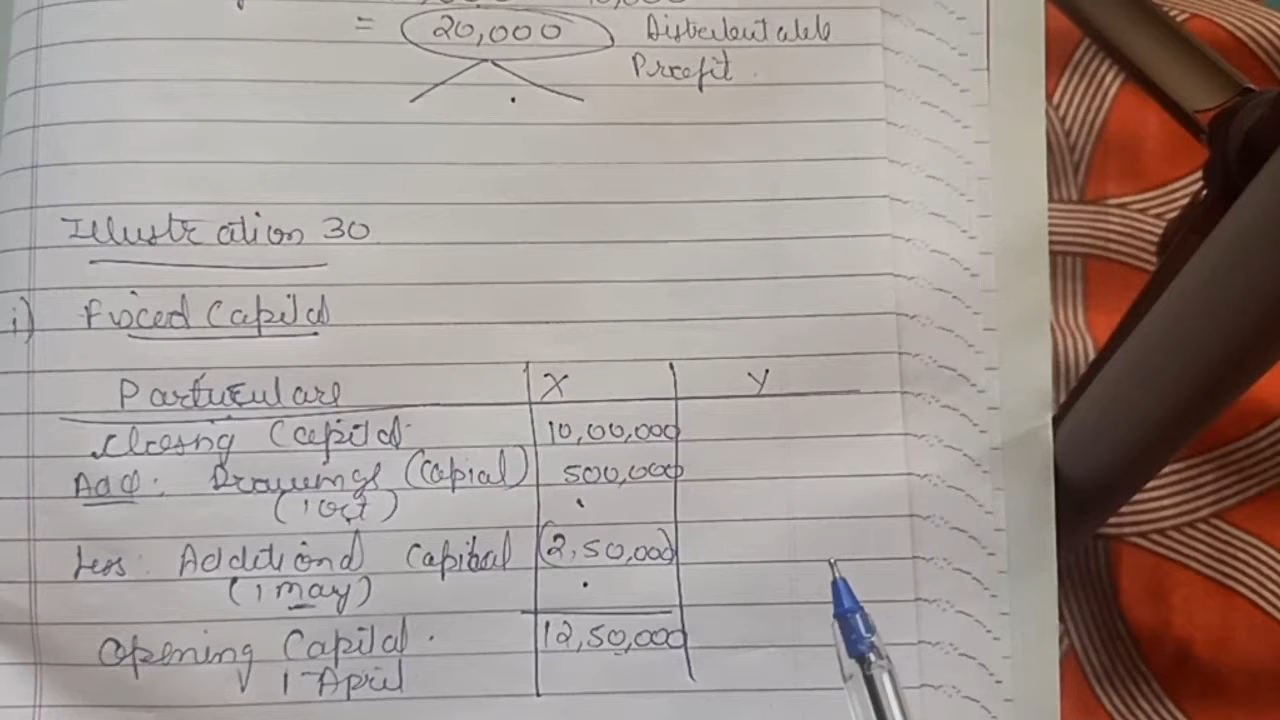 = 20,000 Distributable
Profit
Illustration 30
i) Fixed Capital
Particulars X Y
Closing Capital 10,00,000
Add: Drawings (Capial) 500,000
(1 Oct)
Less: Additional Capital (2,50,000)
(1 may)
Opening Capital 12,50,000
1 April